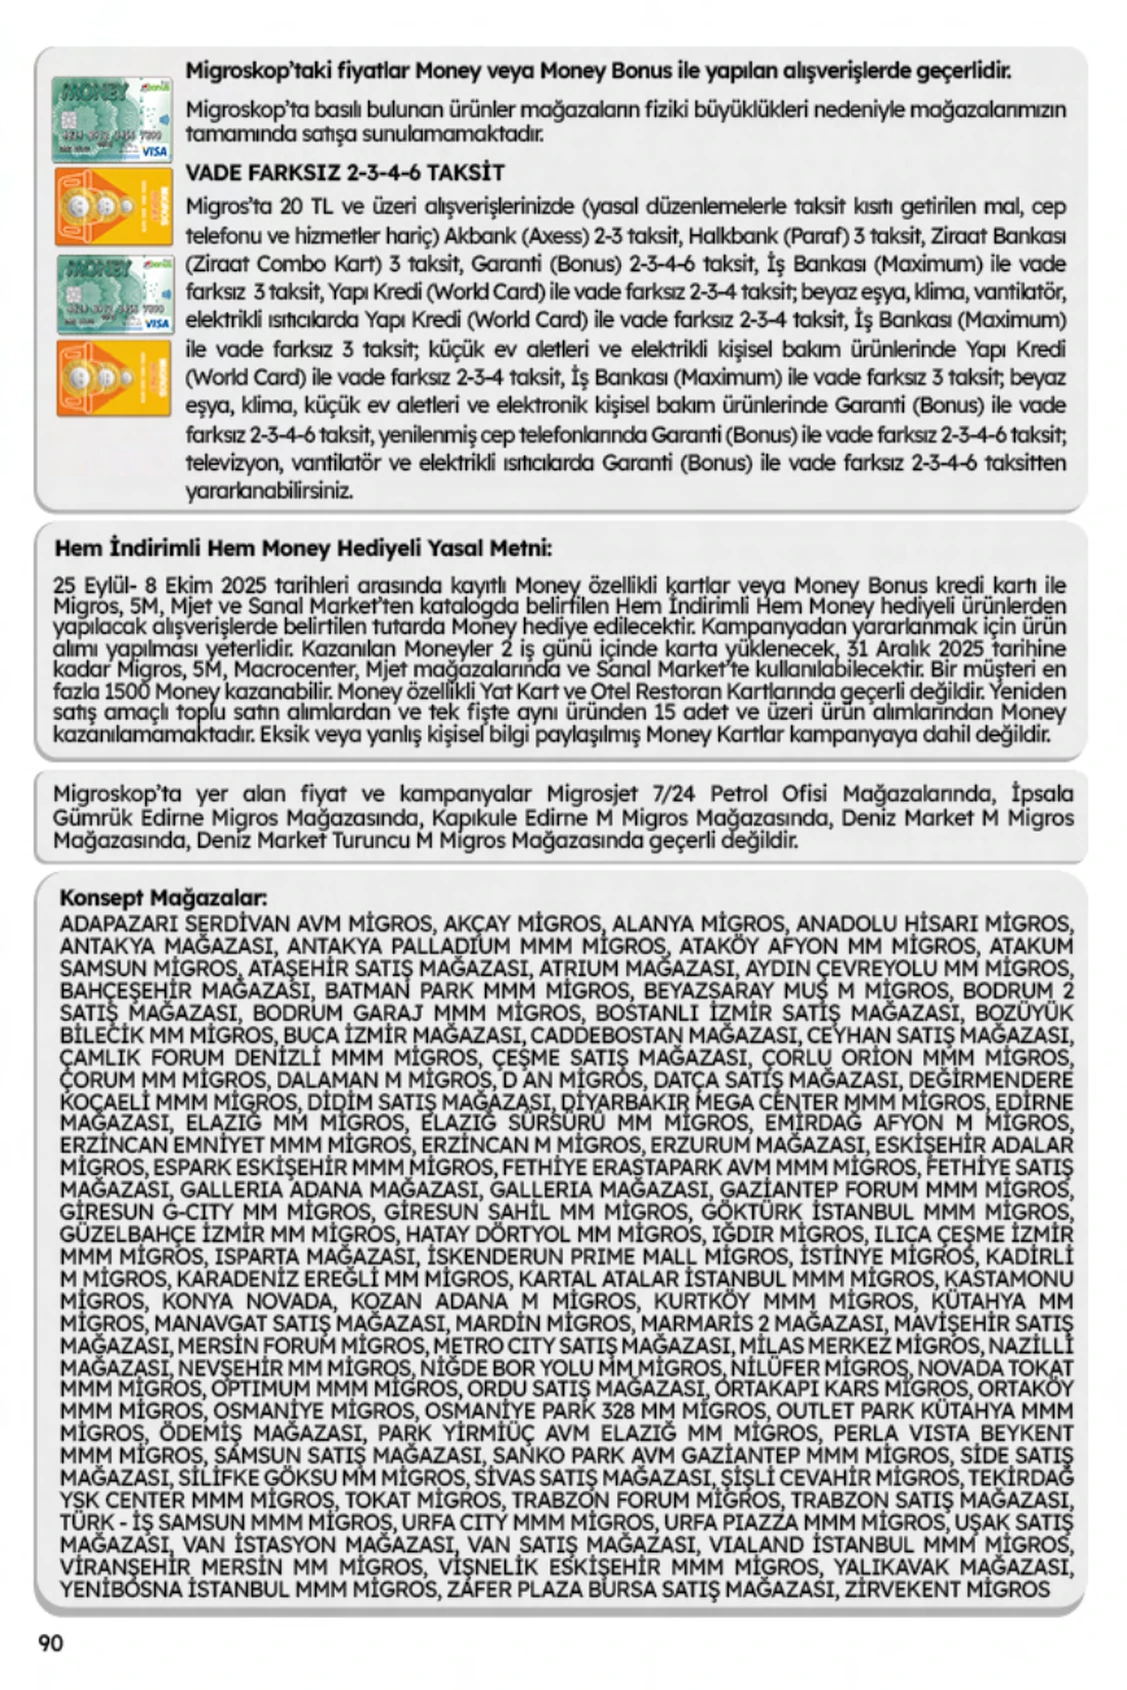 Migroskop'taki fiyatlar Money veya Money Bonus ile yapılan alışverişlerde geçerlidir.
Migroskop'ta basılı bulunan ürünler mağazaların fiziki büyüklükleri nedeniyle mağazalarımızın
tamamında satışa sunulamamaktadır.
VADE FARKSIZ 2-3-4-6 TAKSİT
Migros'ta 20 TL ve üzeri alışverişlerinizde (yasal düzenlemelerle taksit kısıtı getirilen mal, cep
telefonu ve hizmetler hariç) Akbank (Axess) 2-3 taksit, Halkbank (Paraf) 3 taksit, Ziraat Bankası
(Ziraat Combo Kart) 3 taksit, Garanti (Bonus) 2-3-4-6 taksit, İş Bankası (Maximum) ile vade
farksız 3 taksit, Yapı Kredi (World Card) ile vade farksız 2-3-4 taksit; beyaz eşya, klima, vantilatör,
elektrikli ısıtıcılarda Yapı Kredi (World Card) ile vade farksız 2-3-4 taksit, İş Bankası (Maximum)
ile vade farksız 3 taksit; küçük ev aletleri ve elektrikli kişisel bakım ürünlerinde Yapı Kredi
(World Card) ile vade farksız 2-3-4 taksit, İş Bankası (Maximum) ile vade farksız 3 taksit; beyaz
eşya, klima, küçük ev aletleri ve elektronik kişisel bakım ürünlerinde Garanti (Bonus) ile vade
farksız 2-3-4-6 taksit, yenilenmiş cep telefonlarında Garanti (Bonus) ile vade farksız 2-3-4-6 taksit;
televizyon, vantilatör ve elektrikli ısıtıcılarda Garanti (Bonus) ile vade farksız 2-3-4-6 taksitten
yararlanabilirsiniz.
MONEY
bonus
VISA
MIGROS
MONEY
bonus
VISA
MIGROS
Hem İndirimli Hem Money Hediyeli Yasal Metni:
25 Eylül- 8 Ekim 2025 tarihleri arasında kayıtlı Money özellikli kartlar veya Money Bonus kredi kartı ile
Migros, 5M, Mjet ve Sanal Market'ten katalogda belirtilen Hem İndirimli Hem Money hediyeli ürünlerden
yapılacak alışverişlerde belirtilen tutarda Money hediye edilecektir. Kampanyadan yararlanmak için ürün
alımı yapılması yeterlidir. Kazanılan Moneyler 2 iş günü içinde karta yüklenecek, 31 Aralık 2025 tarihine
kadar Migros, 5M, Macrocenter, Mjet mağazalarında ve Sanal Market'te kullanılabilecektir. Bir müşteri en
fazla 1500 Money kazanabilir. Money özellikli Yat Kart ve Otel Restoran Kartlarında geçerli değildir. Yeniden
satış amaçlı toplu satın alımlardan ve tek fişte aynı üründen 15 adet ve üzeri ürün alımlarından Money
kazanılamamaktadır. Eksik veya yanlış kişisel bilgi paylaşılmış Money Kartlar kampanyaya dahil değildir.
Migroskop'ta yer alan fiyat ve kampanyalar Migrosjet 7/24 Petrol Ofisi Mağazalarında, İpsala
Gümrük Edirne Migros Mağazasında, Kapıkule Edirne M Migros Mağazasında, Deniz Market M Migros
Mağazasında, Deniz Market Turuncu M Migros Mağazasında geçerli değildir.
Konsept Mağazalar:
ADAPAZARI SERDİVAN AVM MİGROS, AKÇAY MİGROS, ALANYA MİGROS, ANADOLU HİSARI MİGROS,
ANTAKYA MAĞAZASI, ANTAKYA PALLADİUM MMM MİGROS, ATAKÖY AFYON MM MİGROS, ATAKUM
SAMSUN MİGROS, ATAŞEHİR SATIŞ MAĞAZASI, ATRIUM MAĞAZASI, AYDIN ÇEVREYOLU MM MİGROS,
BAHÇEŞEHİR MAĞAZASI, BATMAN PARK MMM MİGROS, BEYAZSARAY MUŞ M MİGROS, BODRUM 2
SATIŞ MAĞAZASI, BODRUM GARAJ MMM MİGROS, BOSTANLI İZMİR SATIŞ MAĞAZASI, BOZÜYÜK
BİLECİK MM MİGROS, BUCA İZMİR MAĞAZASI, CADDEBOSTAN MAĞAZASI, CEYHAN SATIŞ MAĞAZASI,
ÇAMLIK FORUM DENİZLİ MMM MİGROS, ÇEŞME SATIŞ MAĞAZASI, ÇORLU ORİON MMM MİGROS,
ÇORUM MM MİGROS, DALAMAN M MİGROS, D AN MİGROS, DATÇA SATIŞ MAĞAZASI, DEĞİRMENDERE
KOCAELİ MMM MİGROS, DİDİM SATIŞ MAĞAZASI, DİYARBAKIR MEGA CENTER MMM MİGROS, EDİRNE
MAĞAZASI, ELAZIĞ MM MİGROS, ELAZIĞ SÜRSÜRÜ MM MİGROS, EMİRDAĞ AFYON M MİGROS,
ERZİNCAN EMNİYET MMM MİGROS, ERZİNCAN M MİGROS, ERZURUM MAĞAZASI, ESKİŞEHİR ADALAR
MİGROS, ESPARK ESKİŞEHİR MMM MİGROS, FETHİYE ERASTAPARK AVM MMM MİGROS, FETHİYE SATIŞ
MAĞAZASI, GALLERIA ADANA MAĞAZASI, GALLERIA MAĞAZASI, GAZİANTEP FORUM MMM MİGROS,
GİRESUN G-CITY MM MİGROS, GİRESUN SAHİL MM MİGROS, GÖKTÜRK İSTANBUL MMM MİGROS,
GÜZELBAHÇE İZMİR MM MİGROS, HATAY DÖRTYOL MM MİGROS, IĞDIR MİGROS, ILICA ÇEŞME İZMİR
MMM MİGROS, ISPARTA MAĞAZASI, İSKENDERUN PRIME MALL MİGROS, İSTİNYE MİGROS, KADİRLİ
M MİGROS, KARADENİZ EREĞLİ MM MİGROS, KARTAL ATALAR İSTANBUL MMM MİGROS, KASTAMONU
MİGROS, KONYA NOVADA, KOZAN ADANA M MİGROS, KURTKÖY MMM MİGROS, KÜTAHYA MM
MİGROS, MANAVGAT SATIŞ MAĞAZASI, MARDİN MİGROS, MARMARİS 2 MAĞAZASI, MAVİŞEHİR SATIŞ
MAĞAZASI, MERSİN FORUM MİGROS, METRO CITY SATIŞ MAĞAZASI, MİLAS MERKEZ MİGROS, NAZİLLİ
MAĞAZASI, NEVŞEHİR MM MİGROS, NİĞDE BOR YOLU MM MİGROS, NİLÜFER MİGROS, NOVADA TOKAT
MMM MİGROS, OPTIMUM MMM MİGROS, ORDU SATIŞ MAĞAZASI, ORTAKAPI KARS MİGROS, ORTAKÖY
MMM MİGROS, OSMANİYE MİGROS, OSMANİYE PARK 328 MM MİGROS, OUTLET PARK KÜTAHYA MMM
MİGROS, ÖDEMİŞ MAĞAZASI, PARK YİRMİÜÇ AVM ELAZIĞ MM MİGROS, PERLA VISTA BEYKENT
MMM MİGROS, SAMSUN SATIŞ MAĞAZASI, SANKO PARK AVM GAZİANTEP MMM MİGROS, SİDE SATIŞ
MAĞAZASI, SİLİFKE GÖKSU MM MİGROS, SİVAS SATIŞ MAĞAZASI, ŞİŞLİ CEVAHİR MİGROS, TEKİRDAĞ
YSK CENTER MMM MİGROS, TOKAT MİGROS, TRABZON FORUM MİGROS, TRABZON SATIŞ MAĞAZASI,
TÜRK - İŞ SAMSUN MMM MİGROS, URFA CITY MMM MİGROS, URFA PIAZZA MMM MİGROS, UŞAK SATIŞ
MAĞAZASI, VAN İSTASYON MAĞAZASI, VAN SATIŞ MAĞAZASI, VIALAND İSTANBUL MMM MİGROS,
VİRANŞEHİR MERSİN MM MİGROS, VİŞNELİK ESKİŞEHİR MMM MİGROS, YALIKAVAK MAĞAZASI,
YENİBOSNA İSTANBUL MMM MİGROS, ZAFER PLAZA BURSA SATIŞ MAĞAZASI, ZİRVEKENT MİGROS
90